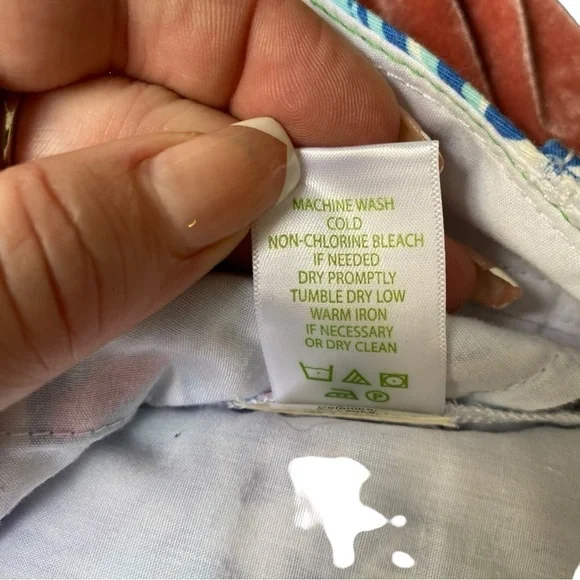 MACHINE WASH
COLD
NON-CHLORINE BLEACH
IF NEEDED
DRY PROMPTLY
TUMBLE DRY LOW
WARM IRON
IF NECESSARY
OR DRY CLEAN
P